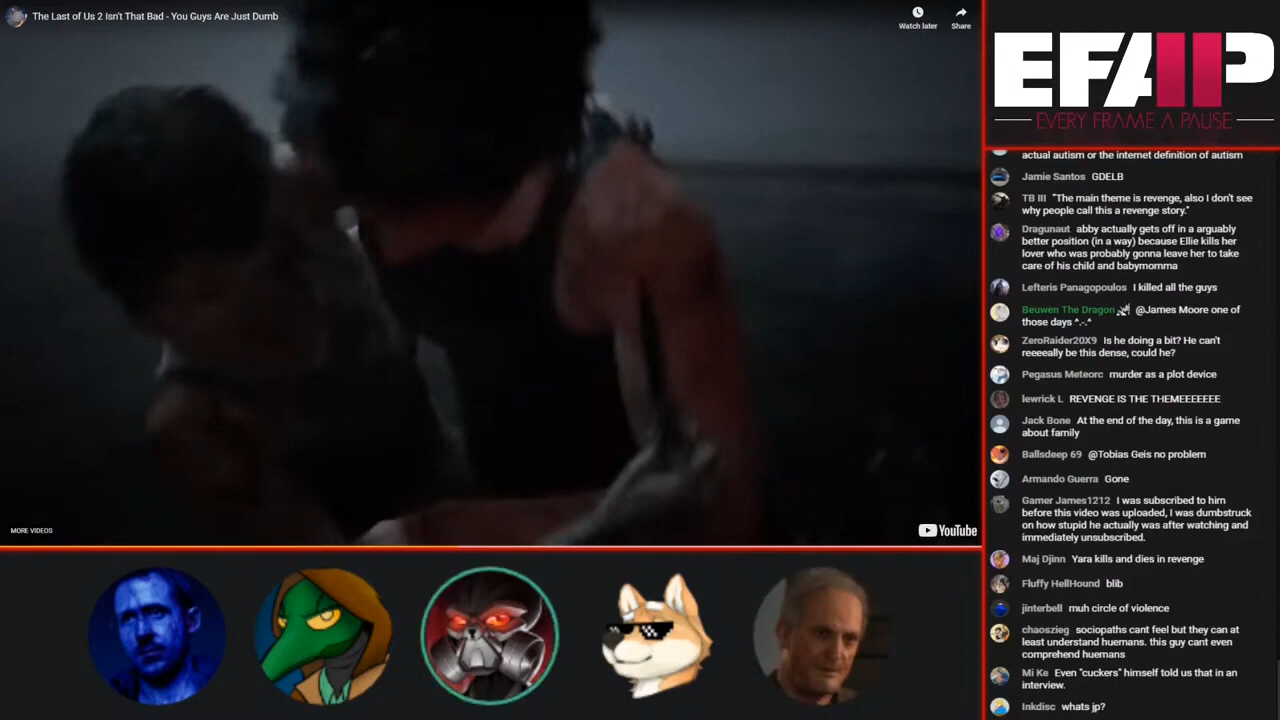 The Last of Us 2 Isn't That Bad - You Guys Are Just Dumb
Watch later
Share
MORE VIDEOS
YouTube
EFAP
EVERY FRAME A PAUSE
actual autism or the internet definition of autism
Jamie Santos GDELB
TB III "The main theme is revenge, also I don't see
why people call this a revenge story."
Dragunaut abby actually gets off in a arguably
better position (in a way) because Ellie kills her
lover who was probably gonna leave her to take
care of his child and babymomma
Lefteris Panagopoulos I killed all the guys
Beuwen The Dragon @James Moore one of
those days ^.-.^
ZeroRaider20X9 Is he doing a bit? He can't
reeeeally be this dense, could he?
Pegasus Meteorc murder as a plot device
lewrick L REVENGE IS THE THEMEEEEEEE
Jack Bone At the end of the day, this is a game
about family
Ballsdeep 69 @Tobias Geis no problem
Armando Guerra Gone
Gamer James1212 I was subscribed to him
before this video was uploaded, I was dumbstruck
on how stupid he actually was after watching and
immediately unsubscribed.
Maj Djinn Yara kills and dies in revenge
Fluffy HellHound blib
jinterbell muh circle of violence
chaoszieg sociopaths cant feel but they can at
least understand huemans. this guy cant even
comprehend huemans
Mi Ke Even "cuckers" himself told us that in an
interview.
Inkdisc whats jp?